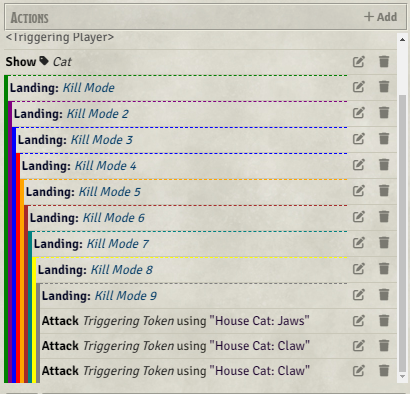 Actions + Add
<Triggering Player>
Show Cat
Landing: Kill Mode
Landing: Kill Mode 2
Landing: Kill Mode 3
Landing: Kill Mode 4
Landing: Kill Mode 5
Landing: Kill Mode 6
Landing: Kill Mode 7
Landing: Kill Mode 8
Landing: Kill Mode 9
Attack Triggering Token using "House Cat: Jaws"
Attack Triggering Token using "House Cat: Claw"
Attack Triggering Token using "House Cat: Claw"